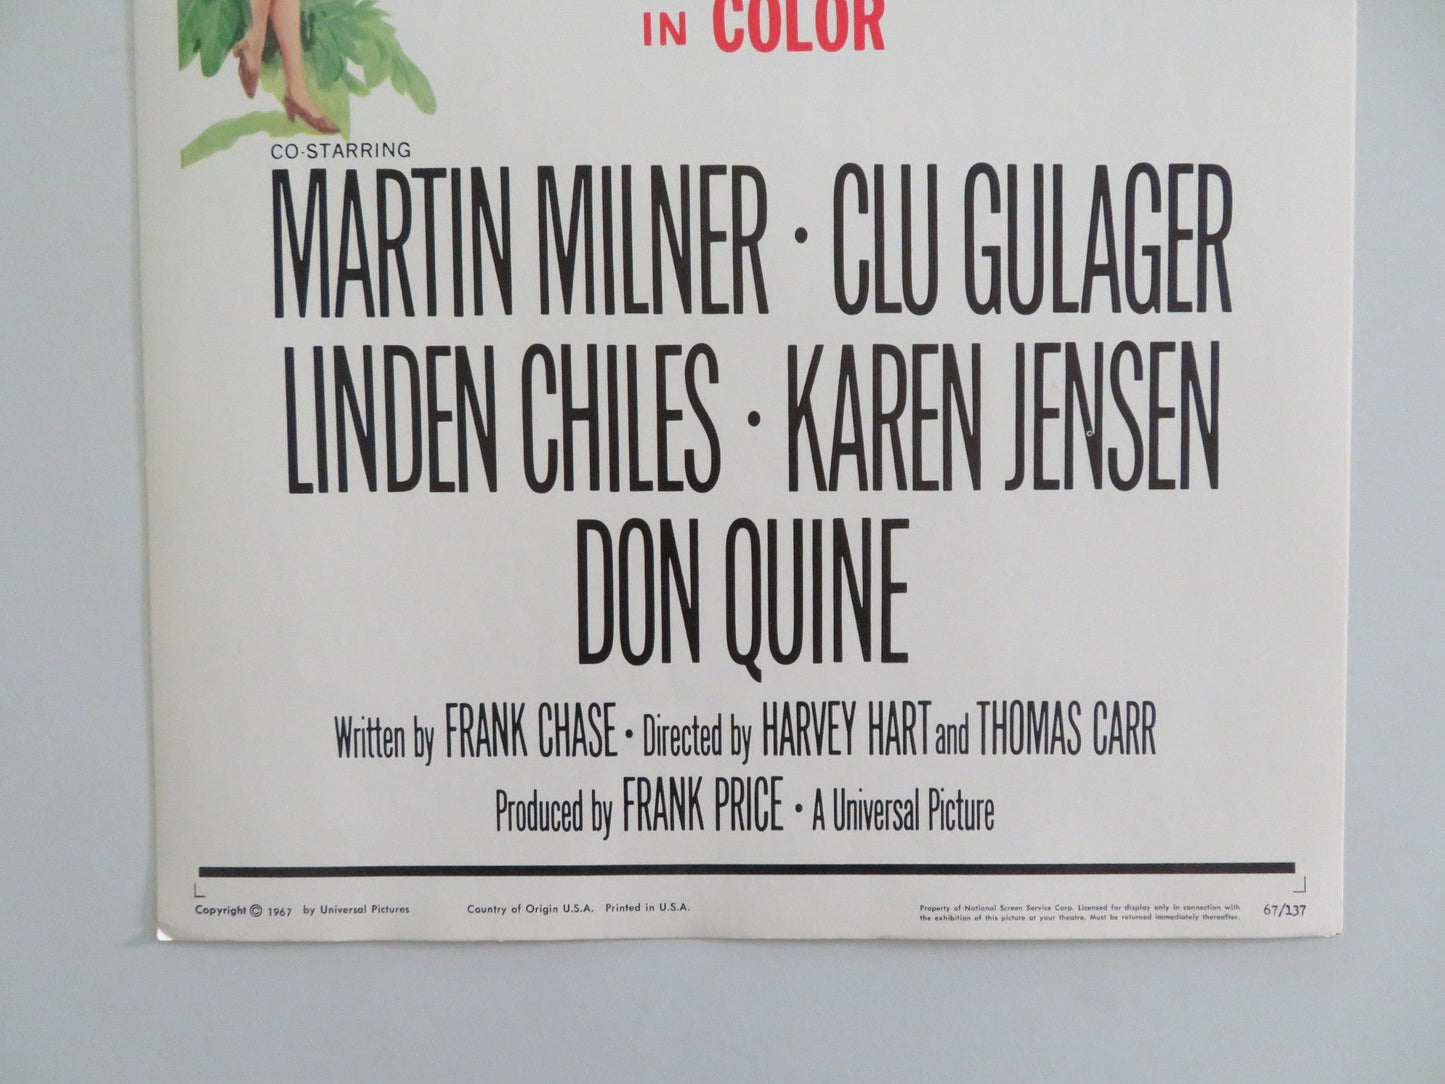 IN COLOR
CO-STARRING
MARTIN MILNER · CLU GULAGER
LINDEN CHILES · KAREN JENSEN
DON QUINE
Written by FRANK CHASE · Directed by HARVEY HART and THOMAS CARR
Produced by FRANK PRICE · A Universal Picture
Copyright © 1967 by Universal Pictures
Country of Origin U.S.A. Printed in U.S.A.
Property of National Screen Service Corp. Licensed for display only in connection with
the exhibition of this picture at your theatre. Must be returned immediately thereafter.
67/137